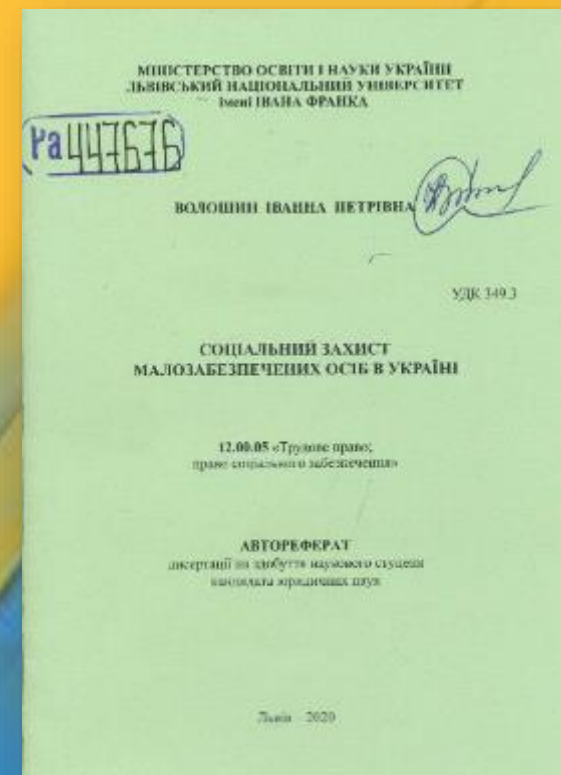 МІНІСТЕРСТВО ОСВІТИ І НАУКИ УКРАЇНИ
ЛЬВІВСЬКИЙ НАЦІОНАЛЬНИЙ УНІВЕРСИТЕТ
імені ІВАНА ФРАНКА
Ра447676
ВОЛОШИН ІВАННА ПЕТРІВНА
УДК 349.3
СОЦІАЛЬНИЙ ЗАХИСТ
МАЛОЗАБЕЗПЕЧЕНИХ ОСІБ В УКРАЇНІ
12.00.05 «Трудове право;
право соціального забезпечення»
АВТОРЕФЕРАТ
дисертації на здобуття наукового ступеня
кандидата юридичних наук
Львів 2020